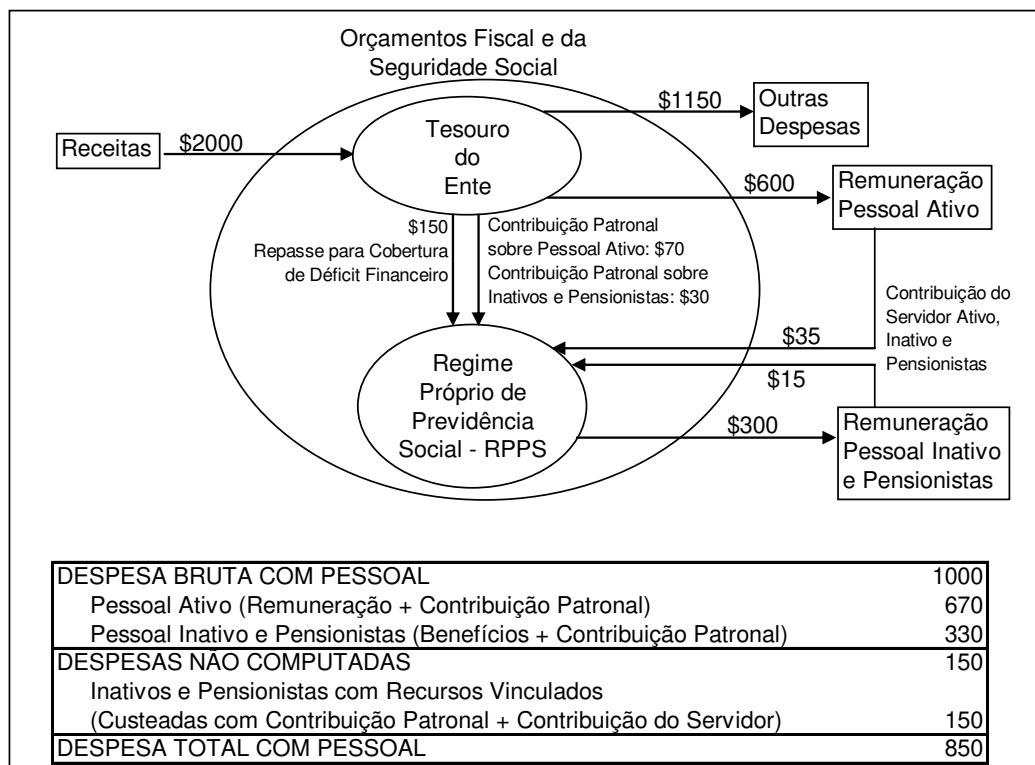 Orçamentos Fiscal e da
Seguridade Social
Receitas
$2000
Tesouro
do
Ente
$1150
Outras
Despesas
$600
Remuneração
Pessoal Ativo
$150
Repasse para Cobertura
de Déficit Financeiro
Contribuição Patronal
sobre Pessoal Ativo: $70
Contribuição Patronal sobre
Inativos e Pensionistas: $30
Contribuição do
Servidor Ativo,
Inativo e
Pensionistas
$35
$15
Regime
Próprio de
Previdência
Social - RPPS
$300
Remuneração
Pessoal Inativo
e Pensionistas
DESPESA BRUTA COM PESSOAL 1000
Pessoal Ativo (Remuneração + Contribuição Patronal) 670
Pessoal Inativo e Pensionistas (Benefícios + Contribuição Patronal) 330
DESPESAS NÃO COMPUTADAS 150
Inativos e Pensionistas com Recursos Vinculados
(Custeadas com Contribuição Patronal + Contribuição do Servidor) 150
DESPESA TOTAL COM PESSOAL 850